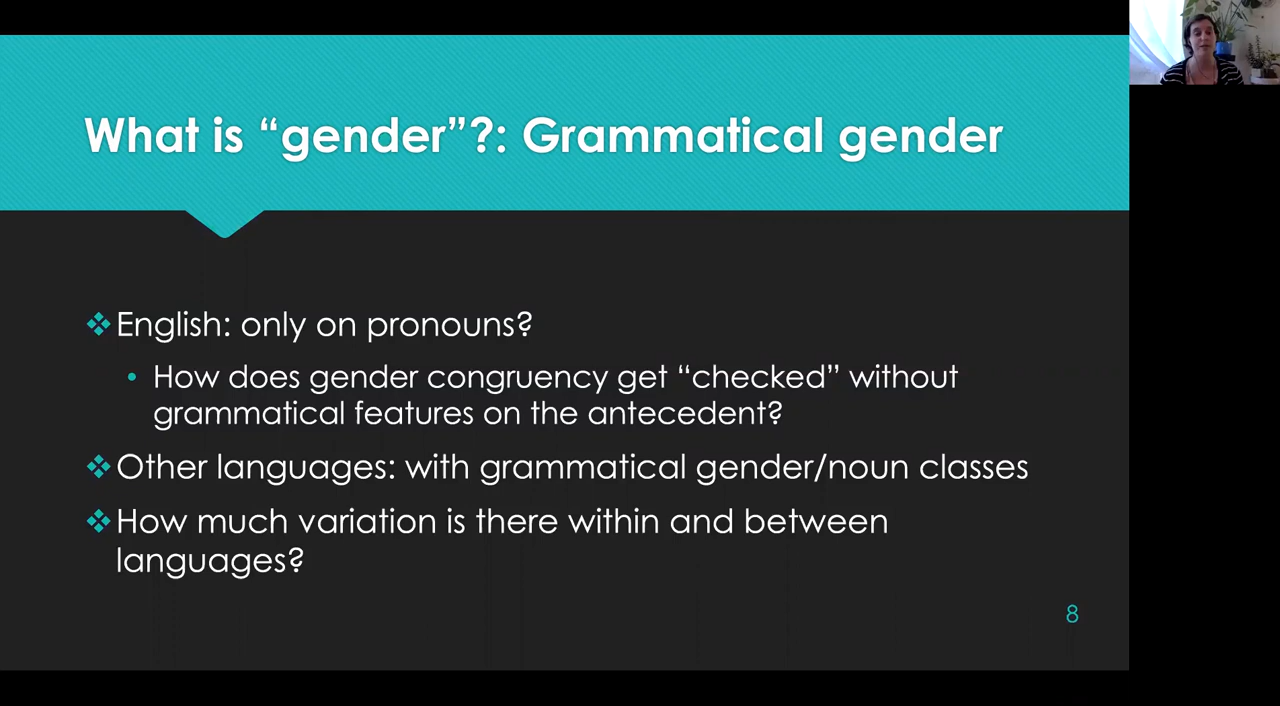 What is “gender”?: Grammatical gender
❖English: only on pronouns?
• How does gender congruency get “checked” without
grammatical features on the antecedent?
❖Other languages: with grammatical gender/noun classes
❖How much variation is there within and between
languages?
8